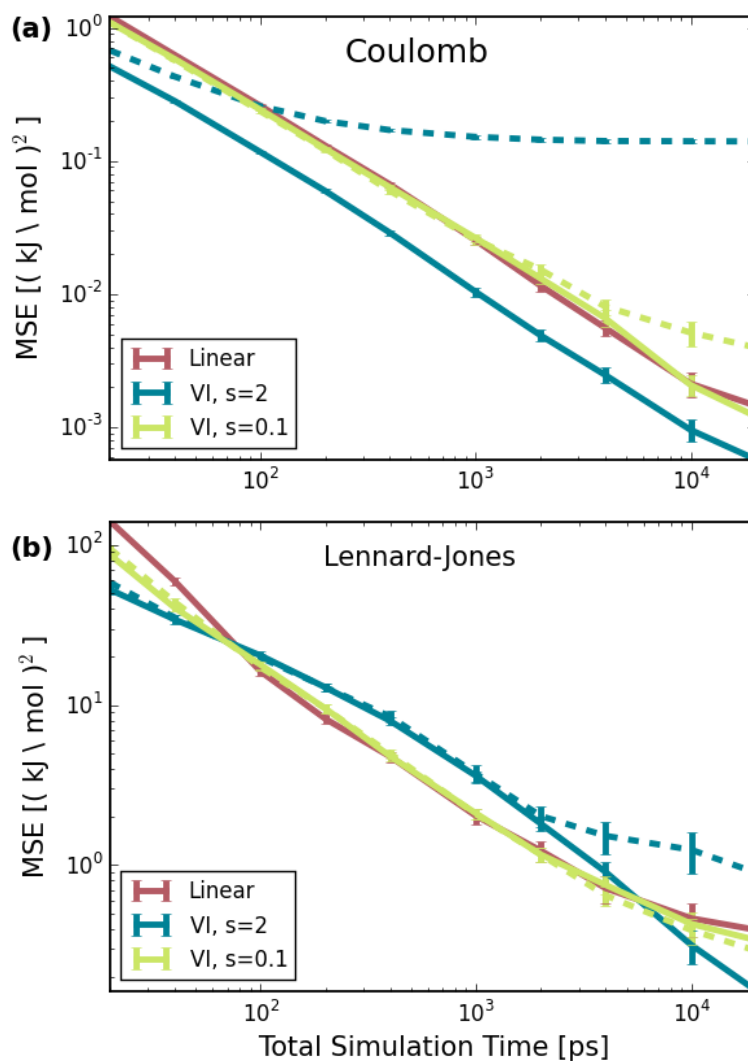 (a)
Coulomb
10^0
10^-1
10^-2
10^-3
MSE [( kJ \ mol )^2 ]
Linear
VI, s=2
VI, s=0.1
10^2
10^3
10^4
(b)
Lennard-Jones
10^2
10^1
10^0
MSE [( kJ \ mol )^2 ]
Linear
VI, s=2
VI, s=0.1
10^2
10^3
10^4
Total Simulation Time [ps]